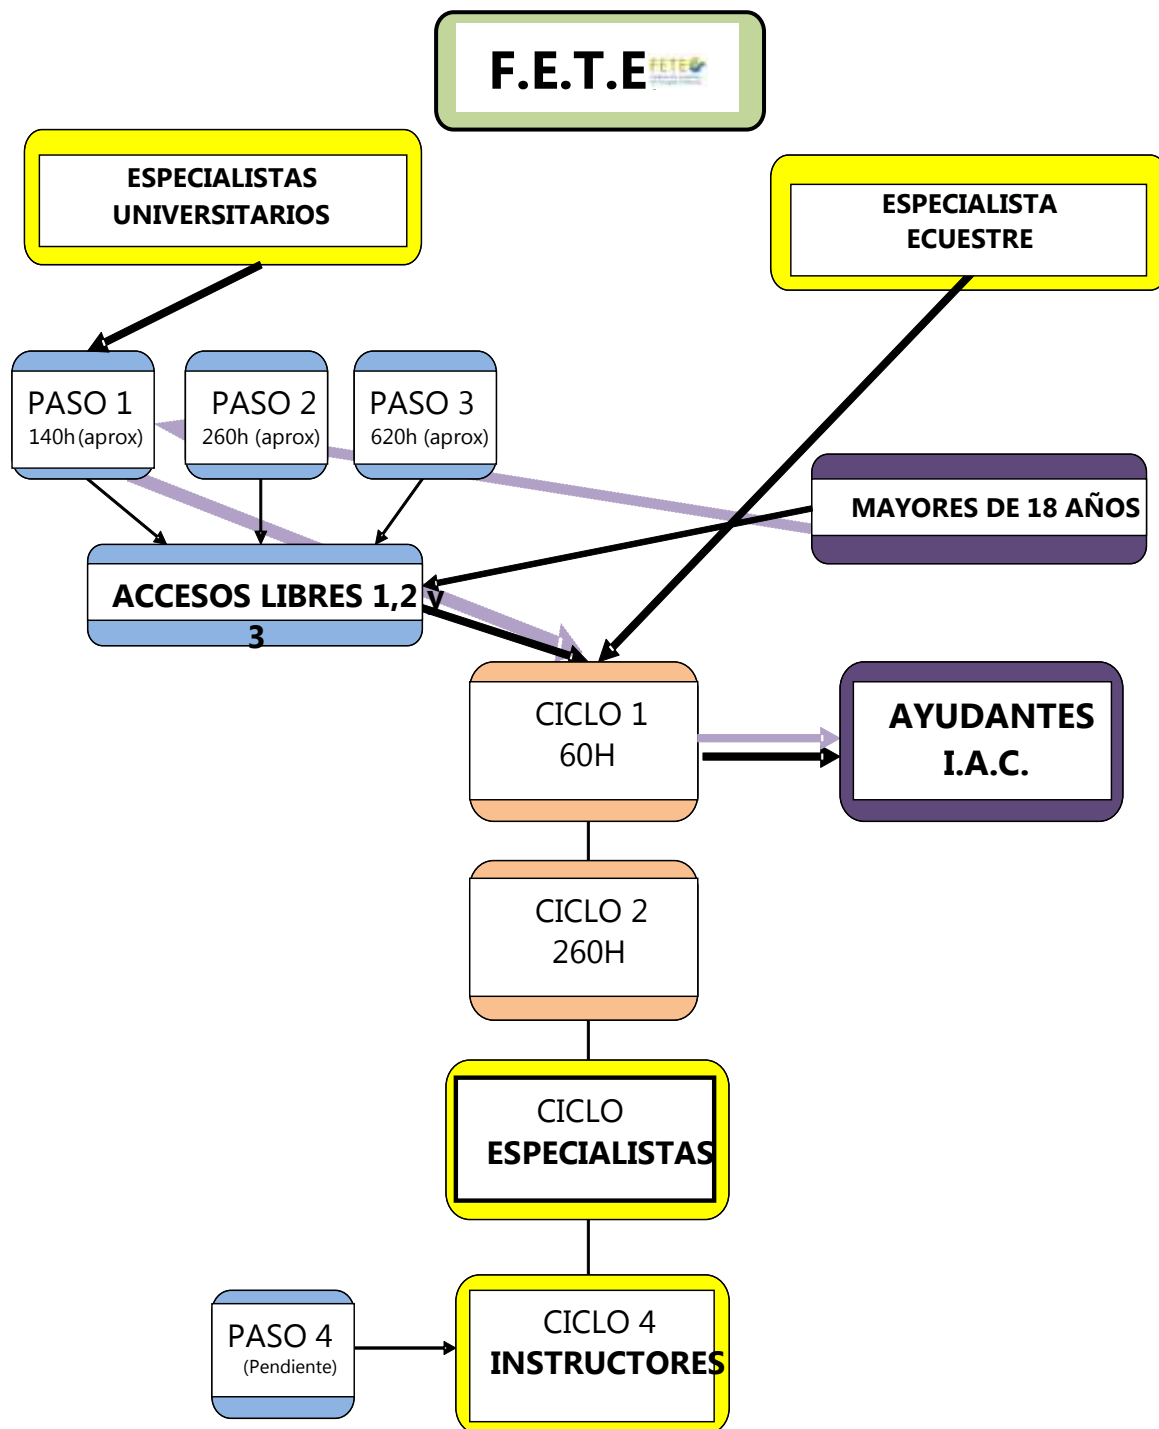 F.E.T.E
FETE
ESPECIALISTAS
UNIVERSITARIOS
ESPECIALISTA
ECUESTRE
PASO 1
140h (aprox)
PASO 2
260h (aprox)
PASO 3
620h (aprox)
MAYORES DE 18 AÑOS
ACCESOS LIBRES 1,2 y
3
CICLO 1
60H
AYUDANTES
I.A.C.
CICLO 2
260H
CICLO
ESPECIALISTAS
PASO 4
(Pendiente)
CICLO 4
INSTRUCTORES